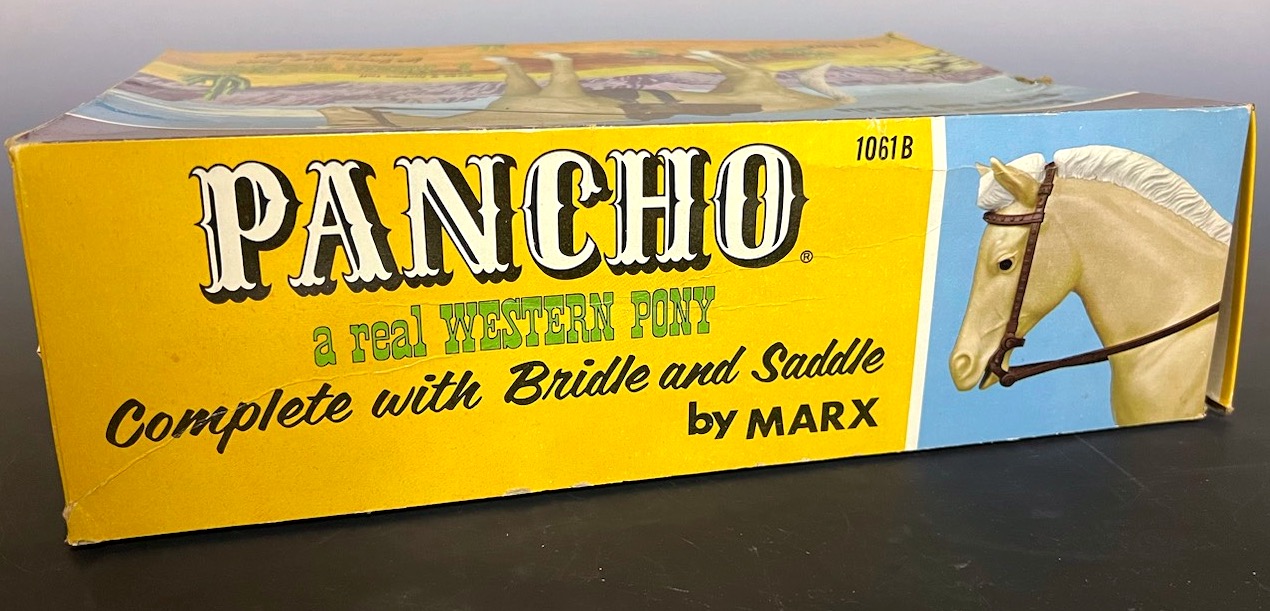 1061B
PANCHO®
a real WESTERN PONY
Complete with Bridle and Saddle
by MARX